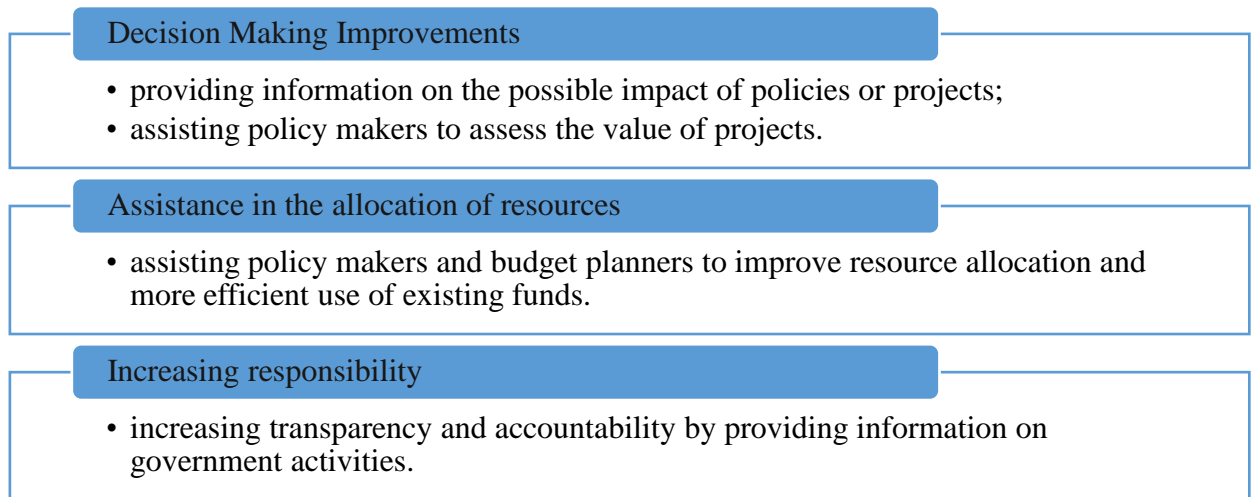 Decision Making Improvements
• providing information on the possible impact of policies or projects;
• assisting policy makers to assess the value of projects.
Assistance in the allocation of resources
• assisting policy makers and budget planners to improve resource allocation and
more efficient use of existing funds.
Increasing responsibility
• increasing transparency and accountability by providing information on
government activities.